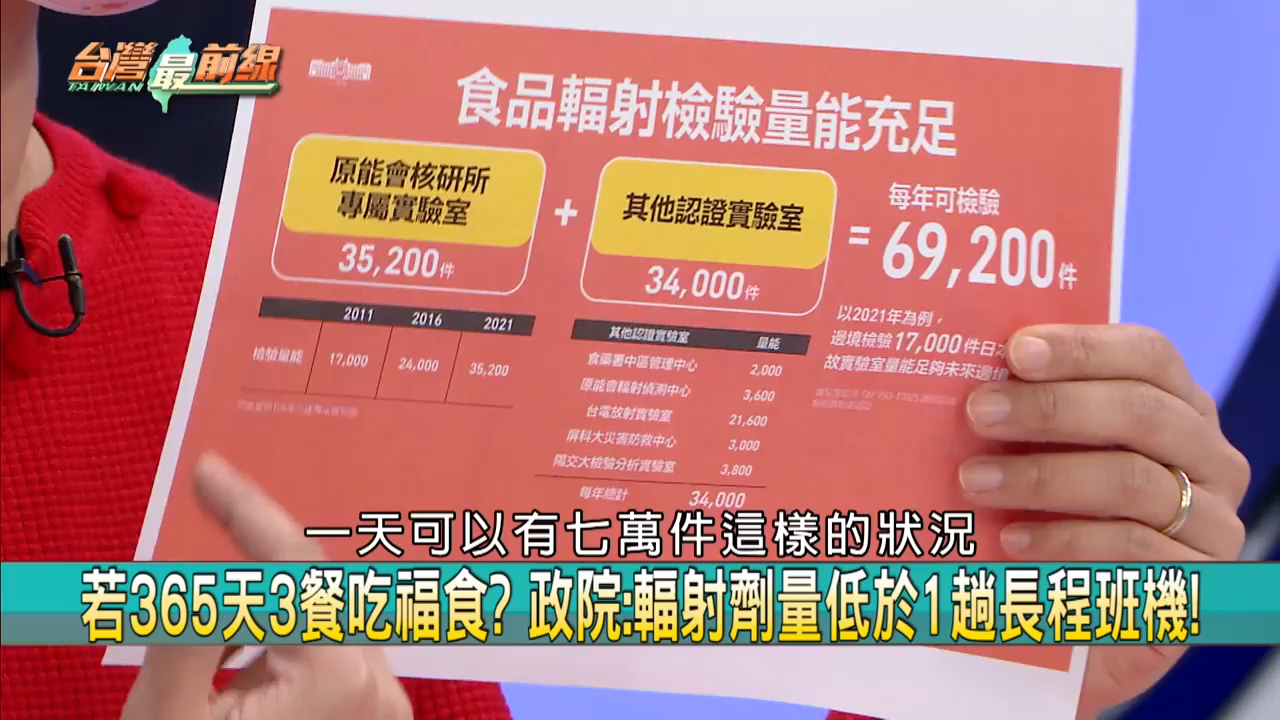 台灣最前線
TAIWAN
食品輻射檢驗量能充足
原能會核研所
專屬實驗室
35,200件
+
其他認證實驗室
34,000件
=
每年可檢驗
69,200件
2011 2016 2021
檢驗量能 17,000 24,000 35,200
其他認證實驗室 量能
食藥署中區管理中心 2,000
原能會輻射偵測中心 3,600
台電放射實驗室 21,600
屏科大災害防救中心 3,000
陽交大檢驗分析實驗室 3,800
每年總計 34,000
以2021年為例，
邊境檢驗17,000件日
故實驗室量能足夠未來邊境
一天可以有七萬件這樣的狀況
若365天3餐吃福食? 政院:輻射劑量低於1趟長程班機!